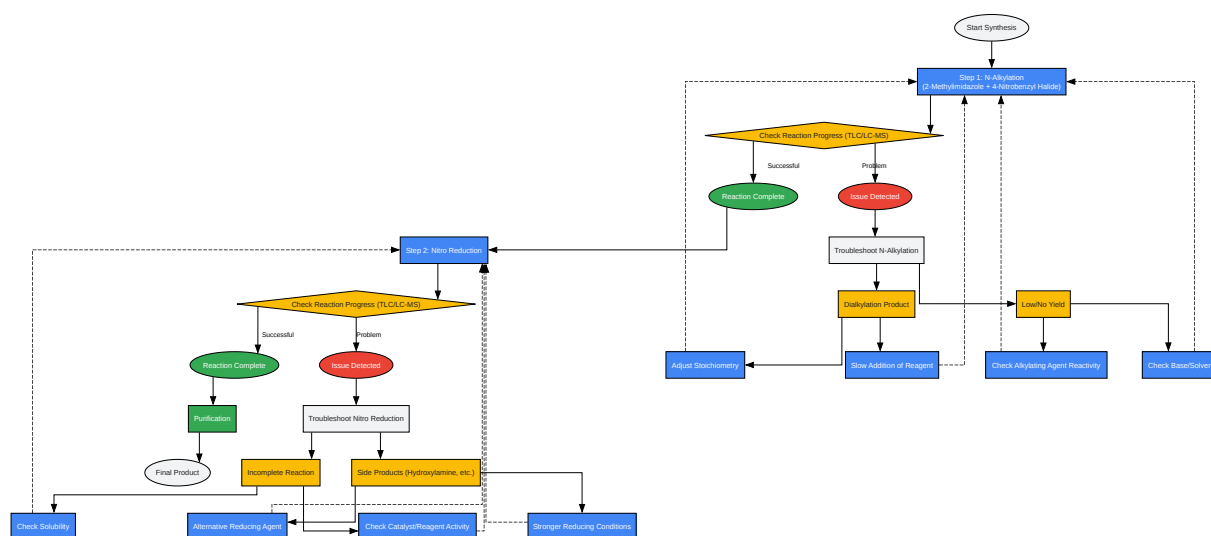 Start Synthesis
Step 1: N-Alkylation
(2-Methylimidazole + 4-Nitrobenzyl Halide)
Check Reaction Progress (TLC/LC-MS)
Successful
Problem
Reaction Complete
Issue Detected
Step 2: Nitro Reduction
Troubleshoot N-Alkylation
Check Reaction Progress (TLC/LC-MS)
Dialkylation Product
Low/No Yield
Successful
Problem
Reaction Complete
Issue Detected
Adjust Stoichiometry
Slow Addition of Reagent
Check Alkylating Agent Reactivity
Check Base/Solven
Purification
Troubleshoot Nitro Reduction
Final Product
Incomplete Reaction
Side Products (Hydroxylamine, etc.)
Check Solubility
Alternative Reducing Agent
Check Catalyst/Reagent Activity
Stronger Reducing Conditions